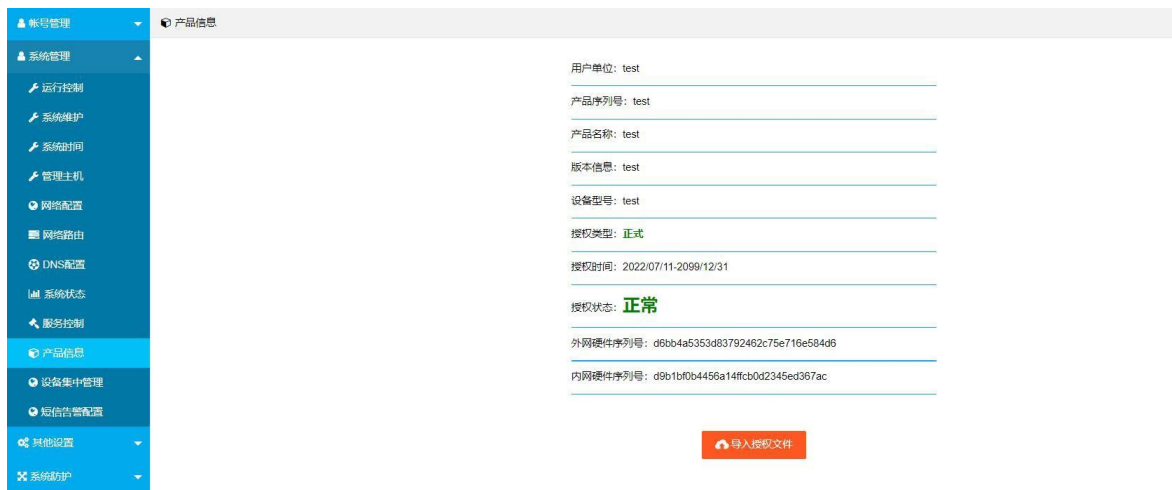 帐号管理
产品信息
系统管理
运行控制
系统维护
系统时间
管理主机
网络配置
网络路由
DNS配置
系统状态
服务控制
产品信息
设备集中管理
短信告警配置
其他设置
系统防护
用户单位：test
产品序列号：test
产品名称：test
版本信息：test
设备型号：test
授权类型：正式
授权时间：2022/07/11-2099/12/31
授权状态：正常
外网硬件序列号：d6bb4a5353d83792462c75e716e584d6
内网硬件序列号：d9b1bf0b4456a14ffcb0d2345ed367ac
导入授权文件